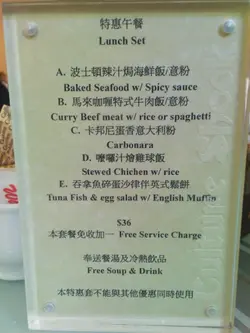 特惠午餐
Lunch Set
A. 波士頓辣汁焗海鮮飯/意粉
Baked Seafood w/ Spicy sauce
B. 馬來咖喱特式牛肉飯/意粉
Curry Beef meat w/ rice or spaghetti
C. 卡邦尼蛋香意大利粉
Carbonara
D. 嚐囉汁燴雞球飯
Stewed Chichen w/ rice
E. 吞拿魚碎蛋沙律伴英式鬆餅
Tuna Fish & egg salad w/ English Muffin
$36
本套餐免收加一 Free Service Charge
奉送餐湯及冷熱飲品
Free Soup & Drink
本特惠套不能與其他優惠同時使用